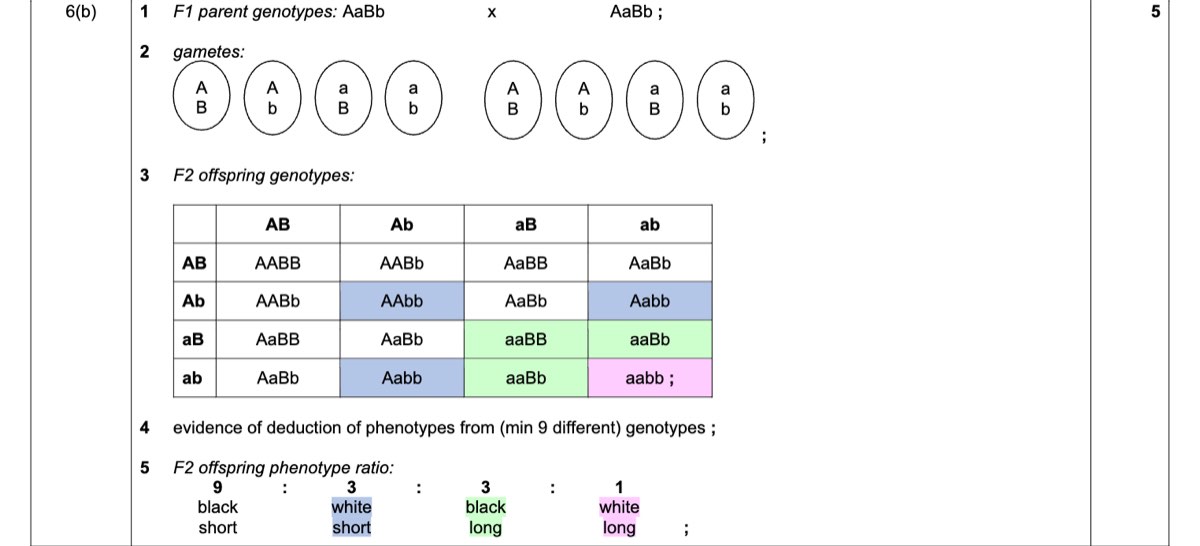 6(b) 1 F1 parent genotypes: AaBb x AaBb ; 5
2 gametes:
A A a a A A a a
B b B b B b B b
;
3 F2 offspring genotypes:
AB Ab aB ab
AB AABB AABb AaBB AaBb
Ab AABb AAbb AaBb Aabb
aB AaBB AaBb aaBB aaBb
ab AaBb Aabb aaBb aabb ;
4 evidence of deduction of phenotypes from (min 9 different) genotypes ;
5 F2 offspring phenotype ratio:
9 : 3 : 3 : 1
black white black white
short short long long ;